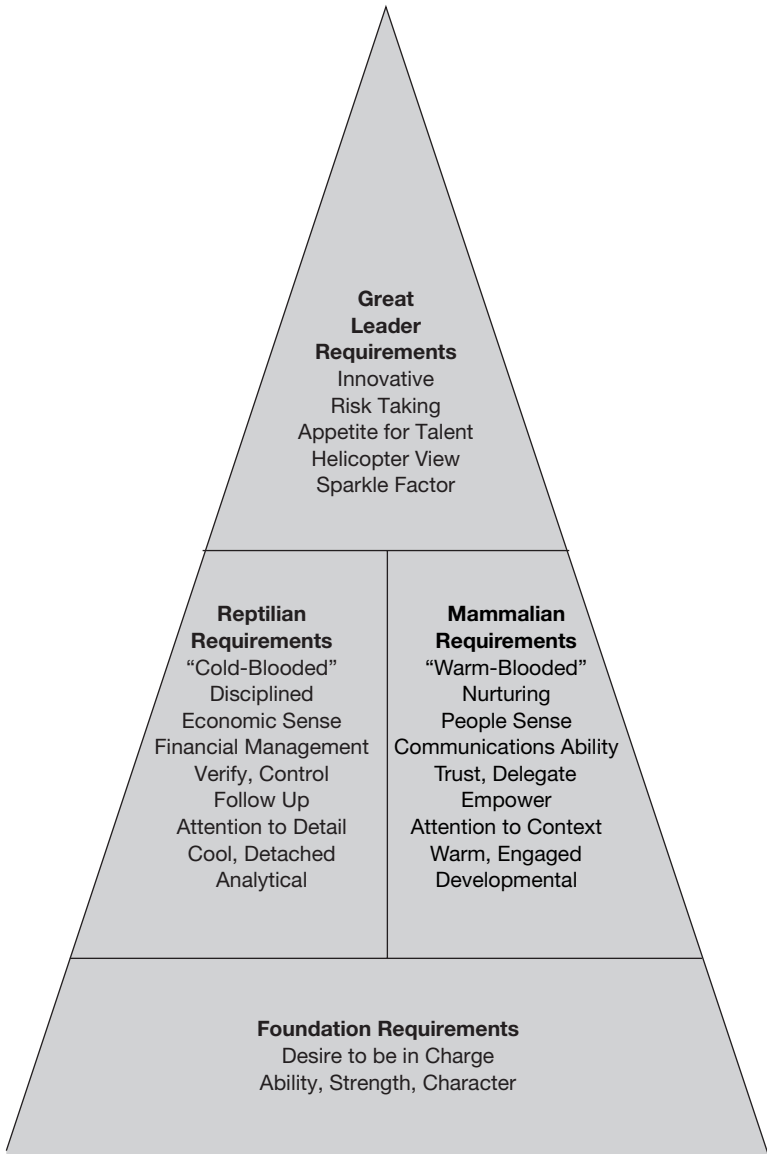 Great
Leader
Requirements
Innovative
Risk Taking
Appetite for Talent
Helicopter View
Sparkle Factor
Reptilian
Requirements
“Cold-Blooded”
Disciplined
Economic Sense
Financial Management
Verify, Control
Follow Up
Attention to Detail
Cool, Detached
Analytical
Mammalian
Requirements
“Warm-Blooded”
Nurturing
People Sense
Communications Ability
Trust, Delegate
Empower
Attention to Context
Warm, Engaged
Developmental
Foundation Requirements
Desire to be in Charge
Ability, Strength, Character